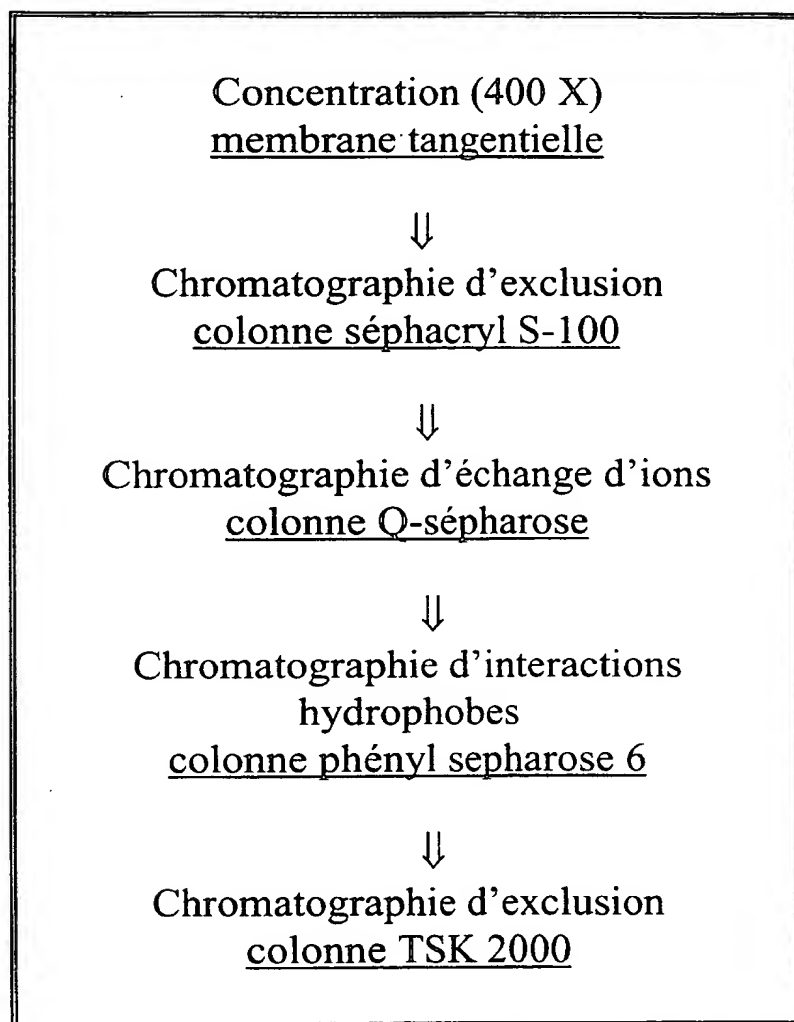 Concentration (400 X)
membrane tangentielle
⇓
Chromatographie d'exclusion
colonne séphacryl S-100
⇓
Chromatographie d'échange d'ions
colonne Q-sépharose
⇓
Chromatographie d'interactions
hydrophobes
colonne phényl sepharose 6
⇓
Chromatographie d'exclusion
colonne TSK 2000